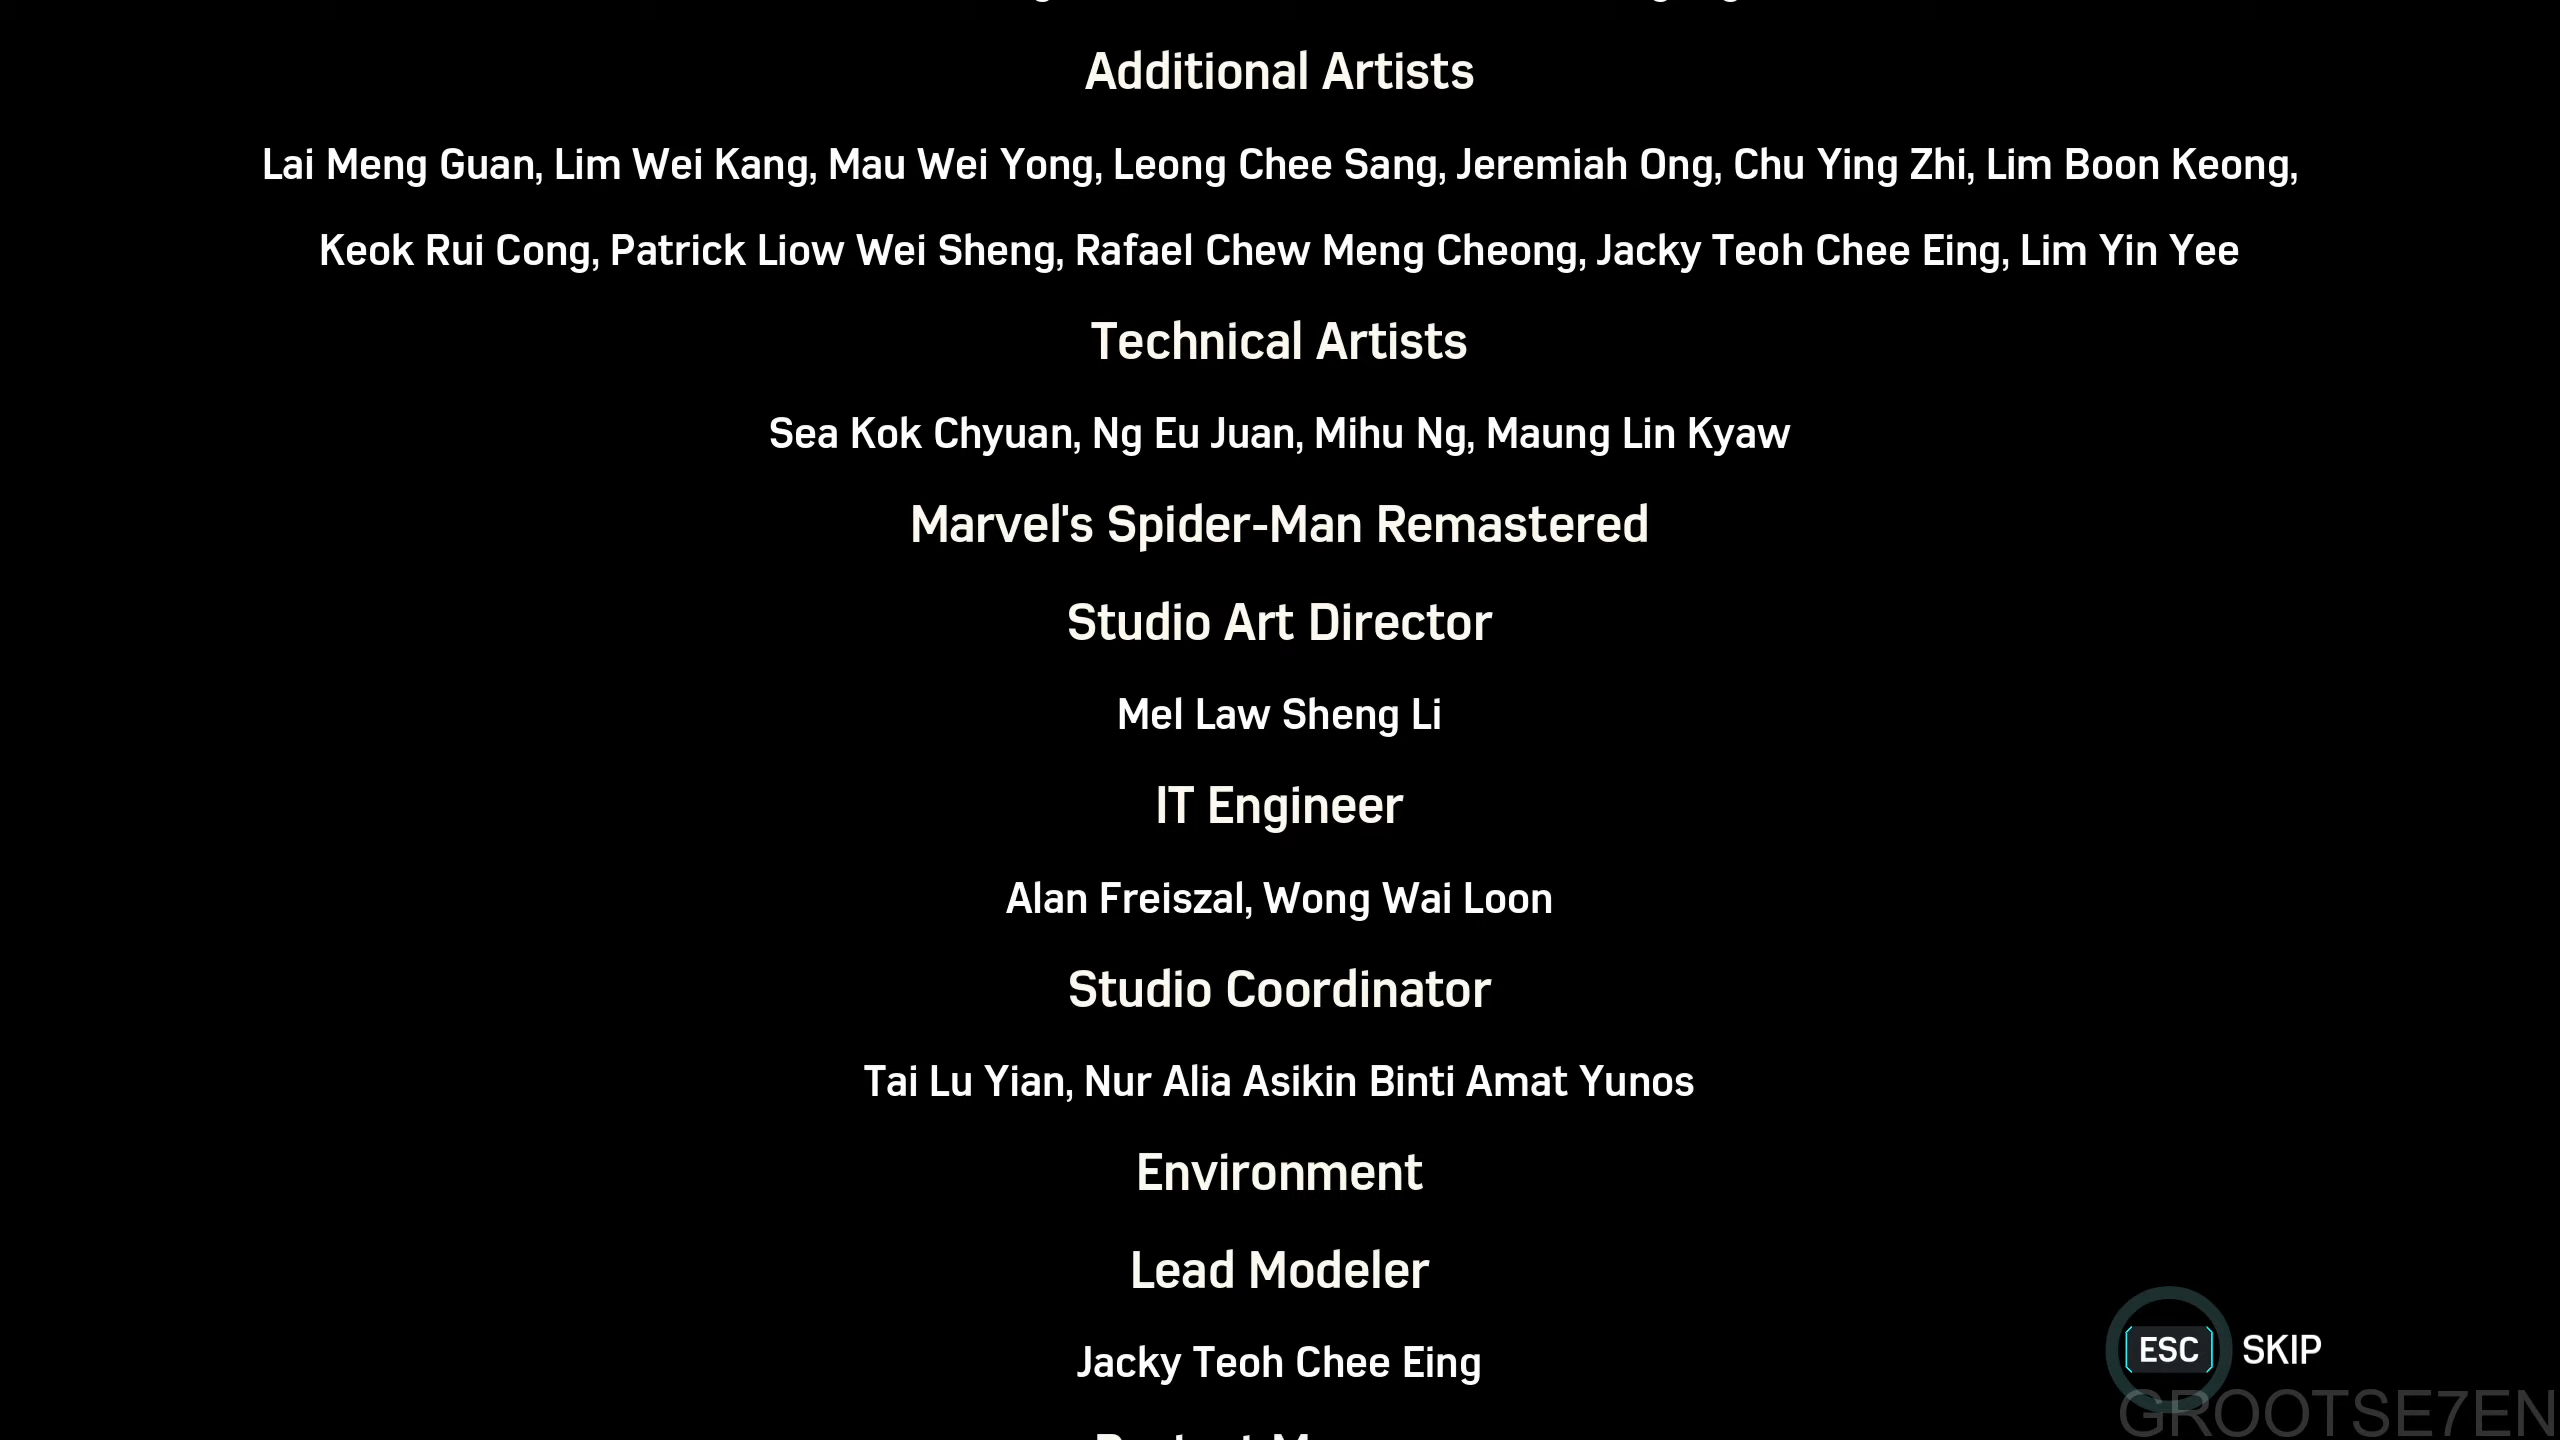 Additional Artists
Lai Meng Guan, Lim Wei Kang, Mau Wei Yong, Leong Chee Sang, Jeremiah Ong, Chu Ying Zhi, Lim Boon Keong,
Keok Rui Cong, Patrick Liow Wei Sheng, Rafael Chew Meng Cheong, Jacky Teoh Chee Eing, Lim Yin Yee
Technical Artists
Sea Kok Chyuan, Ng Eu Juan, Mihu Ng, Maung Lin Kyaw
Marvel's Spider-Man Remastered
Studio Art Director
Mel Law Sheng Li
IT Engineer
Alan Freiszal, Wong Wai Loon
Studio Coordinator
Tai Lu Yian, Nur Alia Asikin Binti Amat Yunos
Environment
Lead Modeler
Jacky Teoh Chee Eing
ESC SKIP
GROOTSE7EN